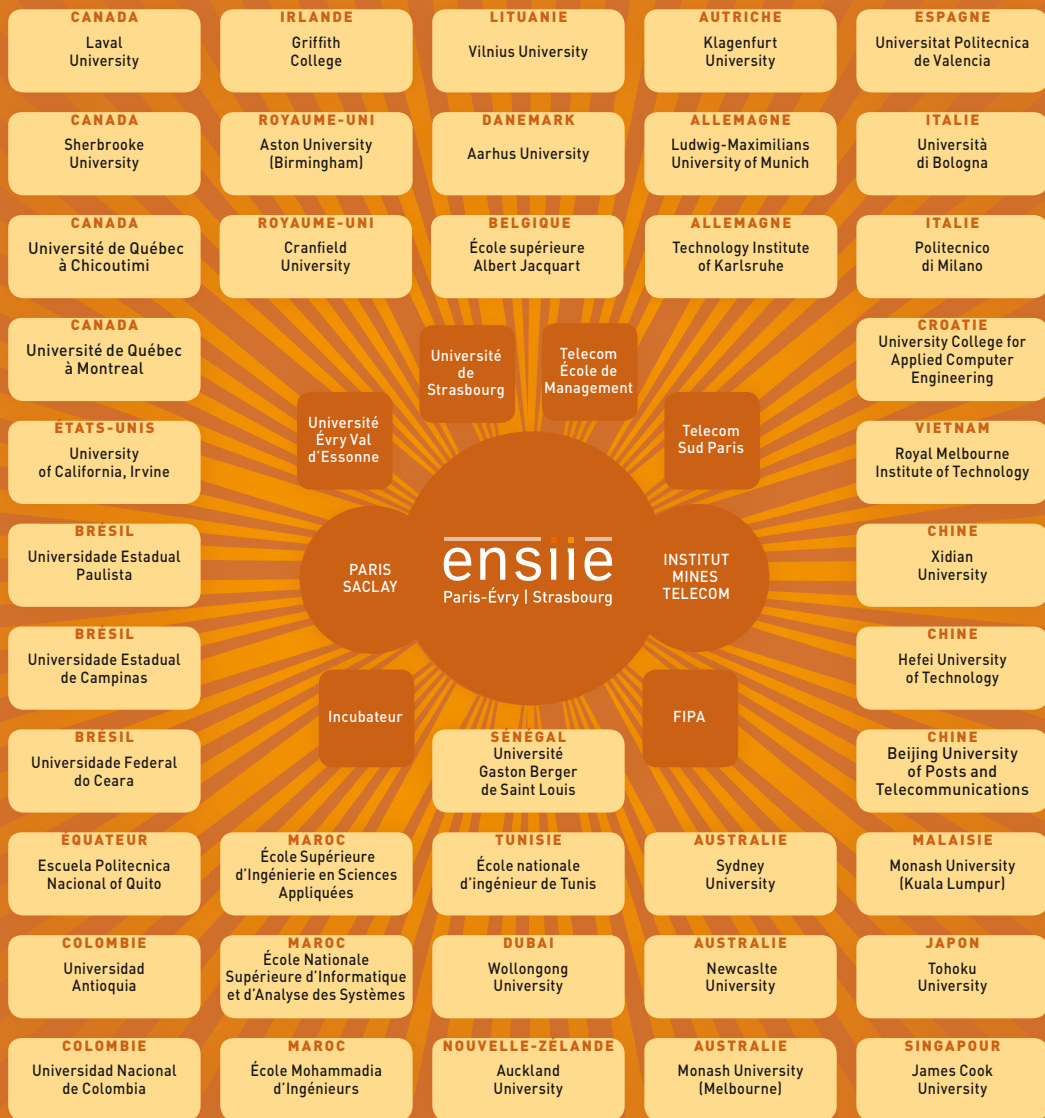 CANADA
Laval
University
IRLANDE
Griffith
College
LITUANIE
Vilnius University
AUTRICHE
Klagenfurt
University
ESPAGNE
Universitat Politecnica
de Valencia
CANADA
Sherbrooke
University
ROYAUME-UNI
Aston University
(Birmingham)
DANEMARK
Aarhus University
ALLEMAGNE
Ludwig-Maximilians
University of Munich
ITALIE
Università
di Bologna
CANADA
Université de Québec
à Chicoutimi
ROYAUME-UNI
Cranfield
University
BELGIQUE
École supérieure
Albert Jacquart
ALLEMAGNE
Technology Institute
of Karlsruhe
ITALIE
Politecnico
di Milano
CANADA
Université de Québec
à Montreal
Université
de
Strasbourg
Telecom
École de
Management
CROATIE
University College for
Applied Computer
Engineering
ÉTATS-UNIS
University
of California, Irvine
Université
Évry Val
d'Essonne
Telecom
Sud Paris
VIETNAM
Royal Melbourne
Institute of Technology
BRÉSIL
Universidade Estadual
Paulista
PARIS
SACLAY
ensiie
Paris-Évry | Strasbourg
INSTITUT
MINES
TELECOM
CHINE
Xidian
University
BRÉSIL
Universidade Estadual
de Campinas
CHINE
Hefei University
of Technology
Incubateur
FIPA
BRÉSIL
Universidade Federal
do Ceara
SÉNÉGAL
Université
Gaston Berger
de Saint Louis
CHINE
Beijing University
of Posts and
Telecommunications
ÉQUATEUR
Escuela Politecnica
Nacional of Quito
MAROC
École Supérieure
d'Ingénierie en Sciences
Appliquées
TUNISIE
École nationale
d'ingénieur de Tunis
AUSTRALIE
Sydney
University
MALAISIE
Monash University
(Kuala Lumpur)
COLOMBIE
Universidad
Antioquia
MAROC
École Nationale
Supérieure d'Informatique
et d'Analyse des Systèmes
DUBAI
Wollongong
University
AUSTRALIE
Newcaslte
University
JAPON
Tohoku
University
COLOMBIE
Universidad Nacional
de Colombia
MAROC
École Mohammadia
d'Ingénieurs
NOUVELLE-ZÉLANDE
Auckland
University
AUSTRALIE
Monash University
(Melbourne)
SINGAPOUR
James Cook
University